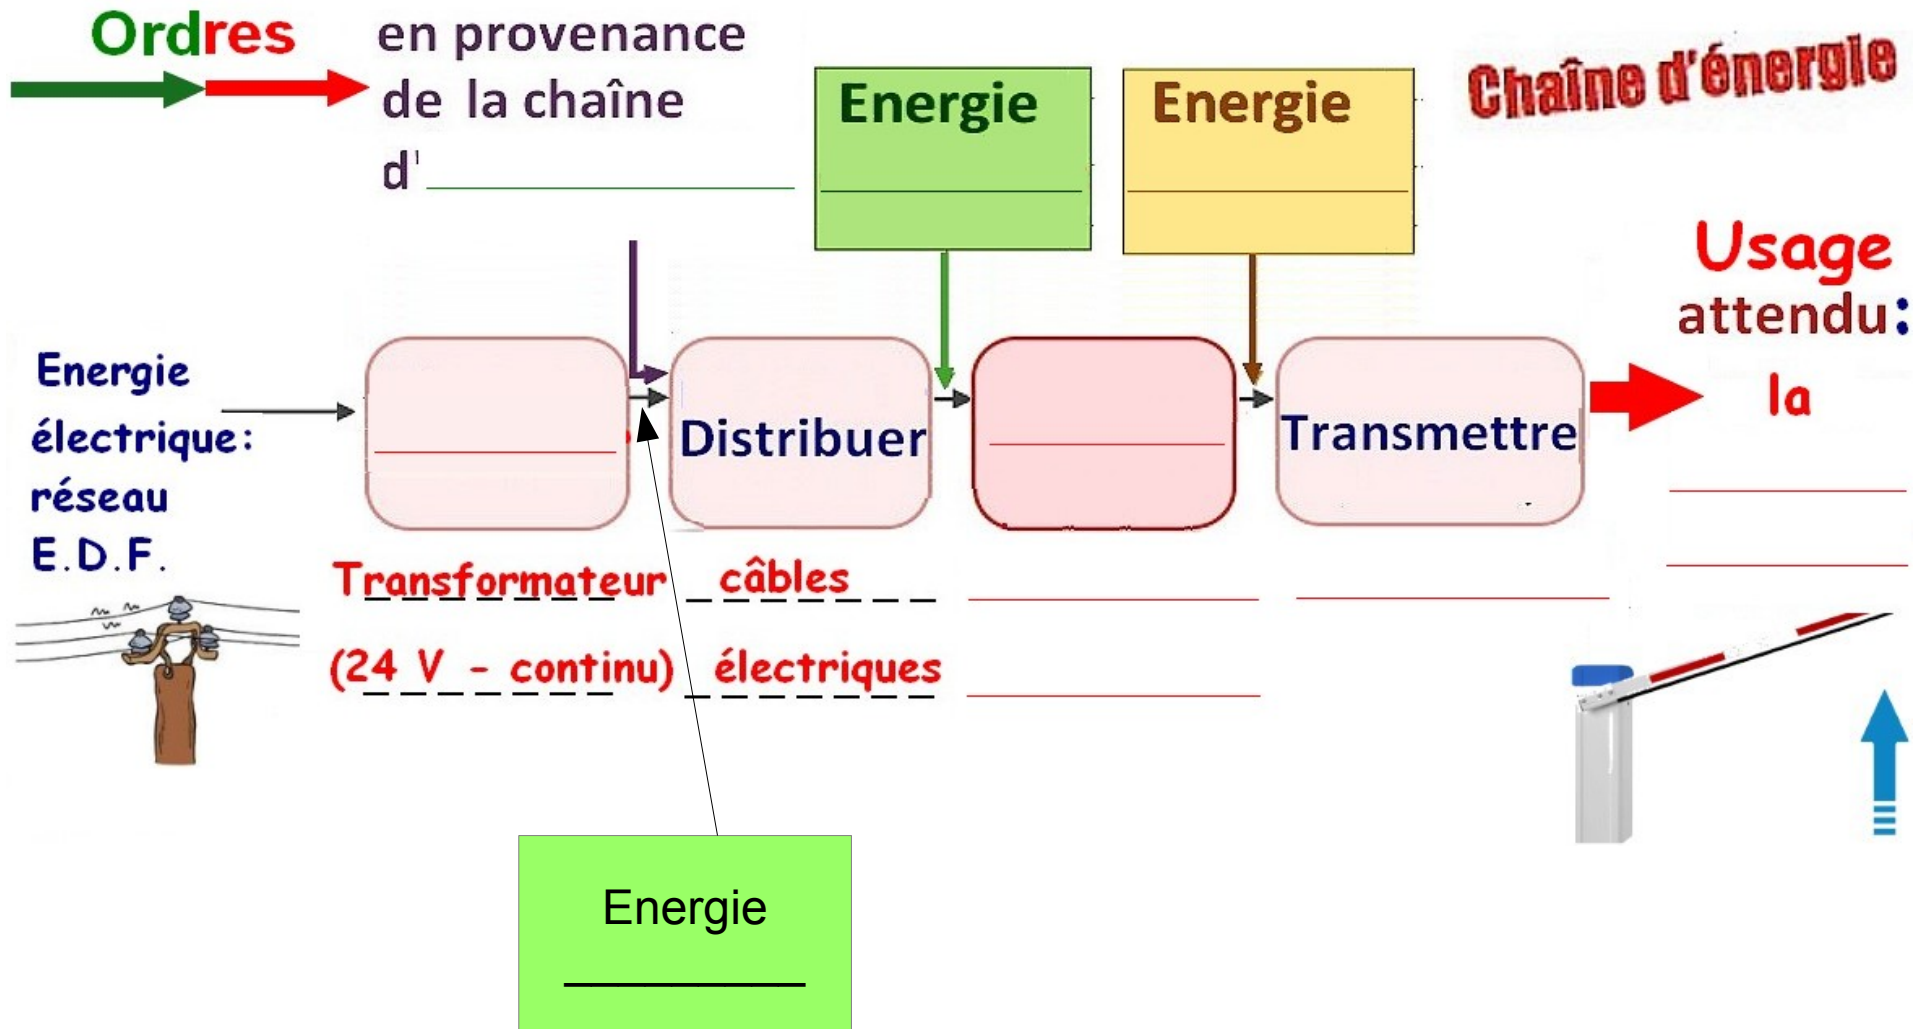 Ordres
en provenance
de la chaîne
d'
Energie
Energie
Chaîne d'énergie
Usage
attendu:
la
Energie
électrique:
réseau
E.D.F.
Distribuer
Transmettre
Transformateur
(24 V - continu)
câbles
électriques
Energie